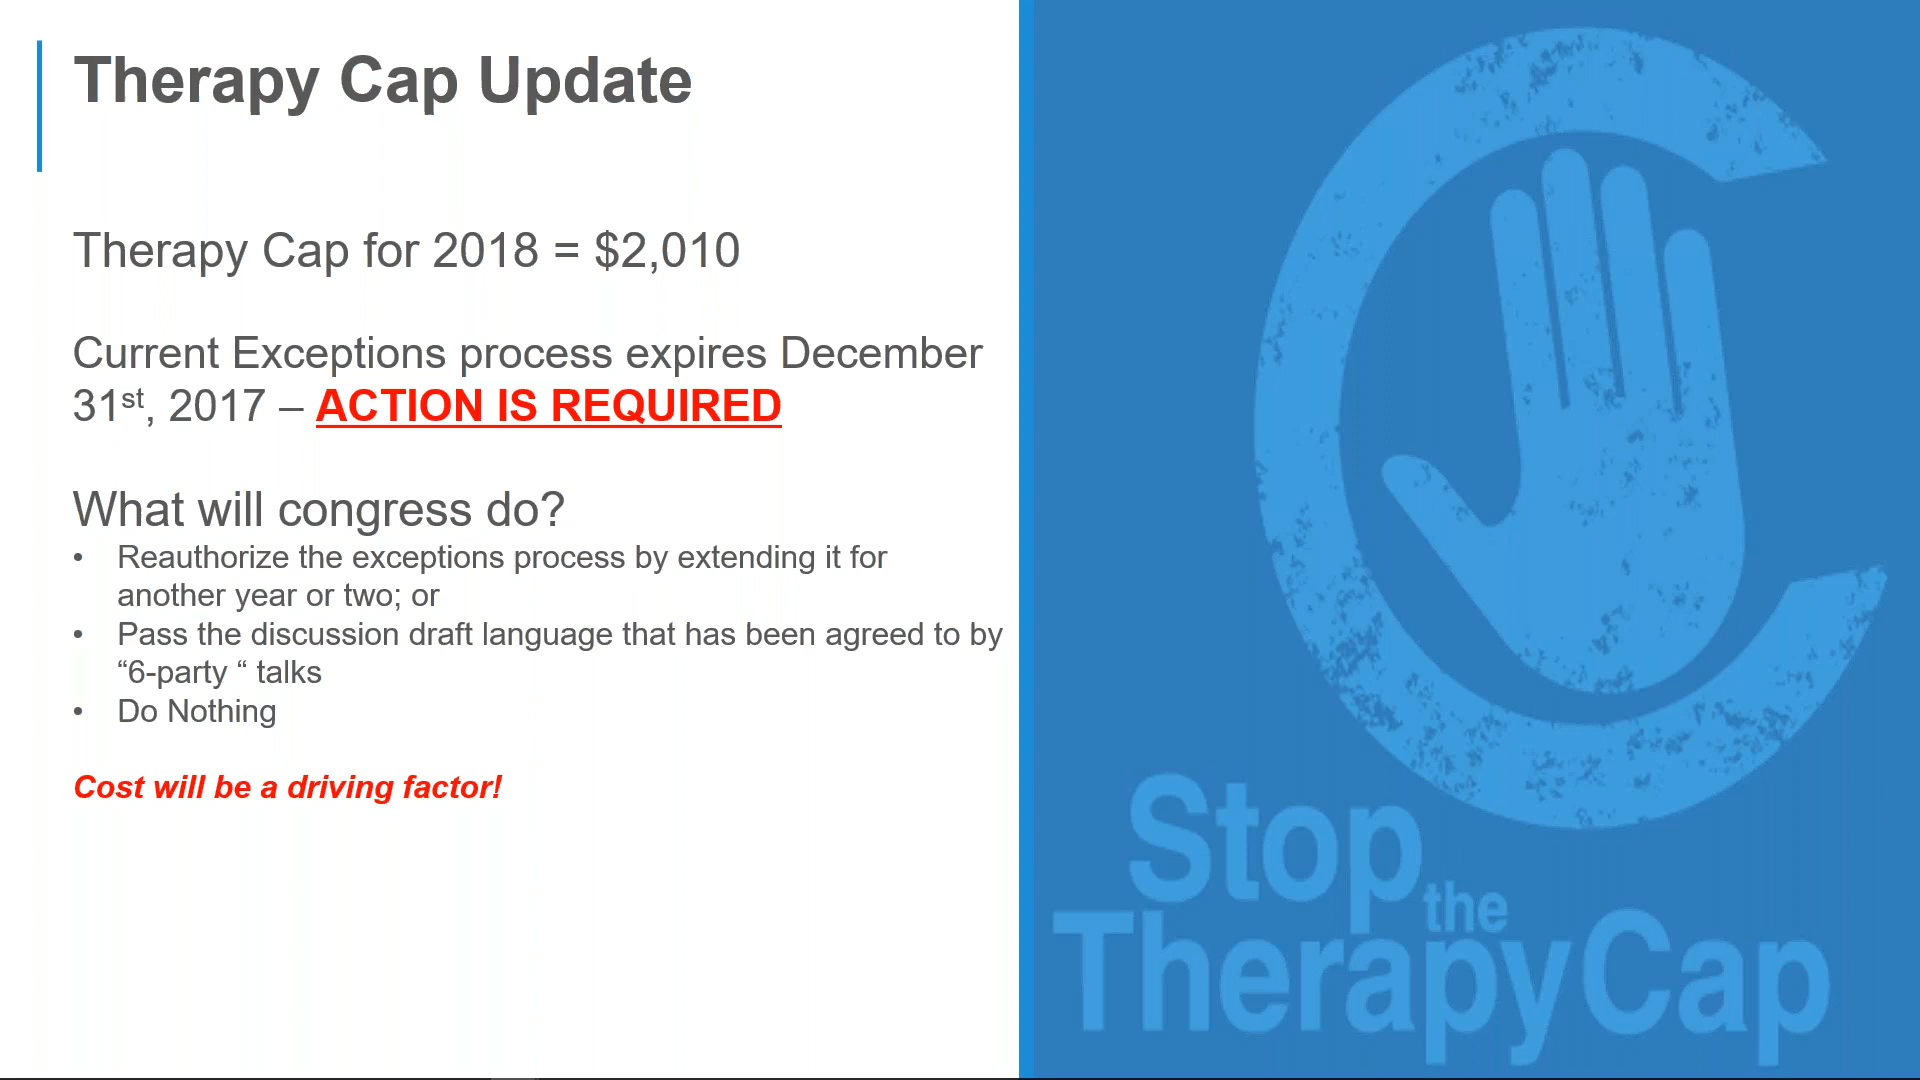 Therapy Cap Update
Therapy Cap for 2018 = $2,010
Current Exceptions process expires December
31st, 2017 – ACTION IS REQUIRED
What will congress do?
• Reauthorize the exceptions process by extending it for
another year or two; or
• Pass the discussion draft language that has been agreed to by
“6-party “ talks
• Do Nothing
Cost will be a driving factor!
Stop
the
TherapyCap